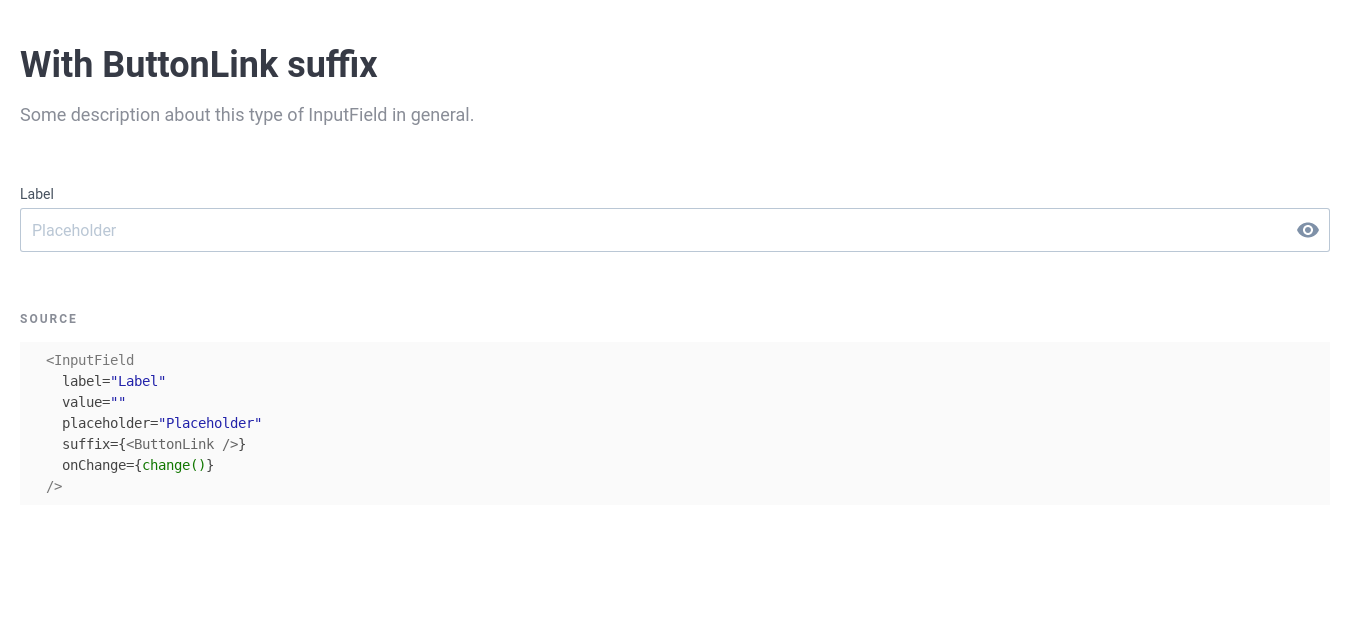 With ButtonLink suffix
Some description about this type of InputField in general.
Label
Placeholder
SOURCE
<InputField
  label="Label"
  value=""
  placeholder="Placeholder"
  suffix={<ButtonLink />}
  onChange={change()}
/>